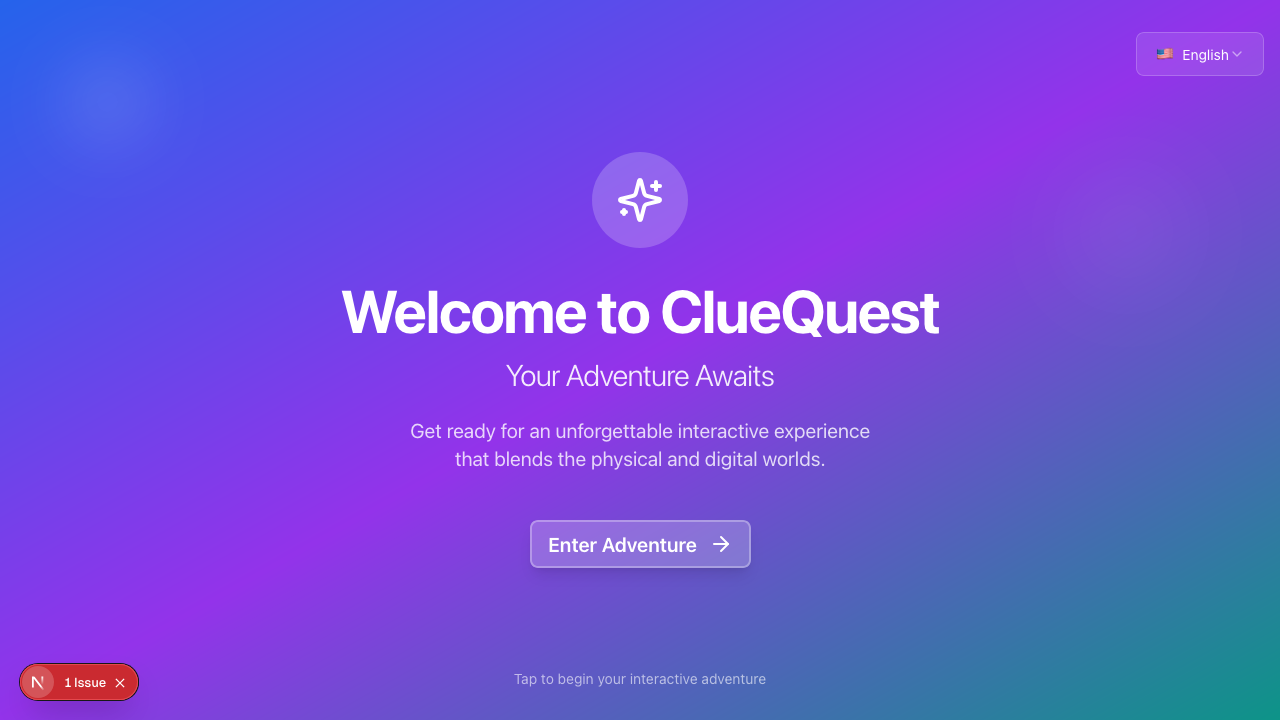 English
Welcome to ClueQuest
Your Adventure Awaits
Get ready for an unforgettable interactive experience
that blends the physical and digital worlds.
Enter Adventure
Tap to begin your interactive adventure
N
1 Issue